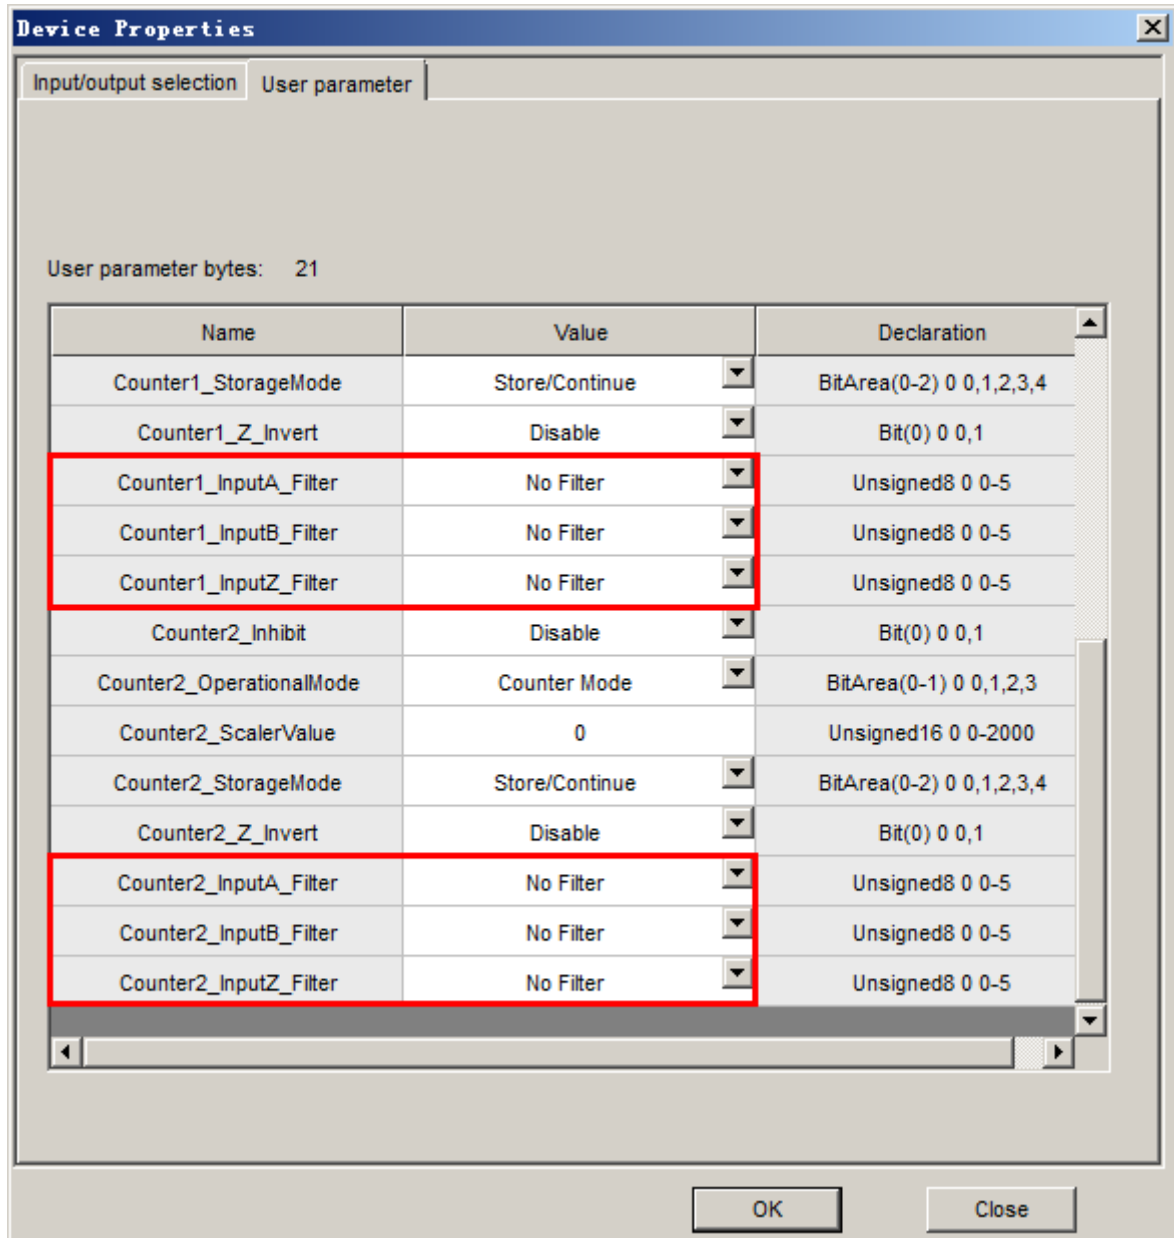 Device Properties
Input/output selection User parameter
User parameter bytes: 21
Name Value Declaration
Counter1_StorageMode Store/Continue BitArea(0-2) 0 0,1,2,3,4
Counter1_Z_Invert Disable Bit(0) 0 0,1
Counter1_InputA_Filter No Filter Unsigned8 0 0-5
Counter1_InputB_Filter No Filter Unsigned8 0 0-5
Counter1_InputZ_Filter No Filter Unsigned8 0 0-5
Counter2_Inhibit Disable Bit(0) 0 0,1
Counter2_OperationalMode Counter Mode BitArea(0-1) 0 0,1,2,3
Counter2_ScalerValue 0 Unsigned16 0 0-2000
Counter2_StorageMode Store/Continue BitArea(0-2) 0 0,1,2,3,4
Counter2_Z_Invert Disable Bit(0) 0 0,1
Counter2_InputA_Filter No Filter Unsigned8 0 0-5
Counter2_InputB_Filter No Filter Unsigned8 0 0-5
Counter2_InputZ_Filter No Filter Unsigned8 0 0-5
OK Close